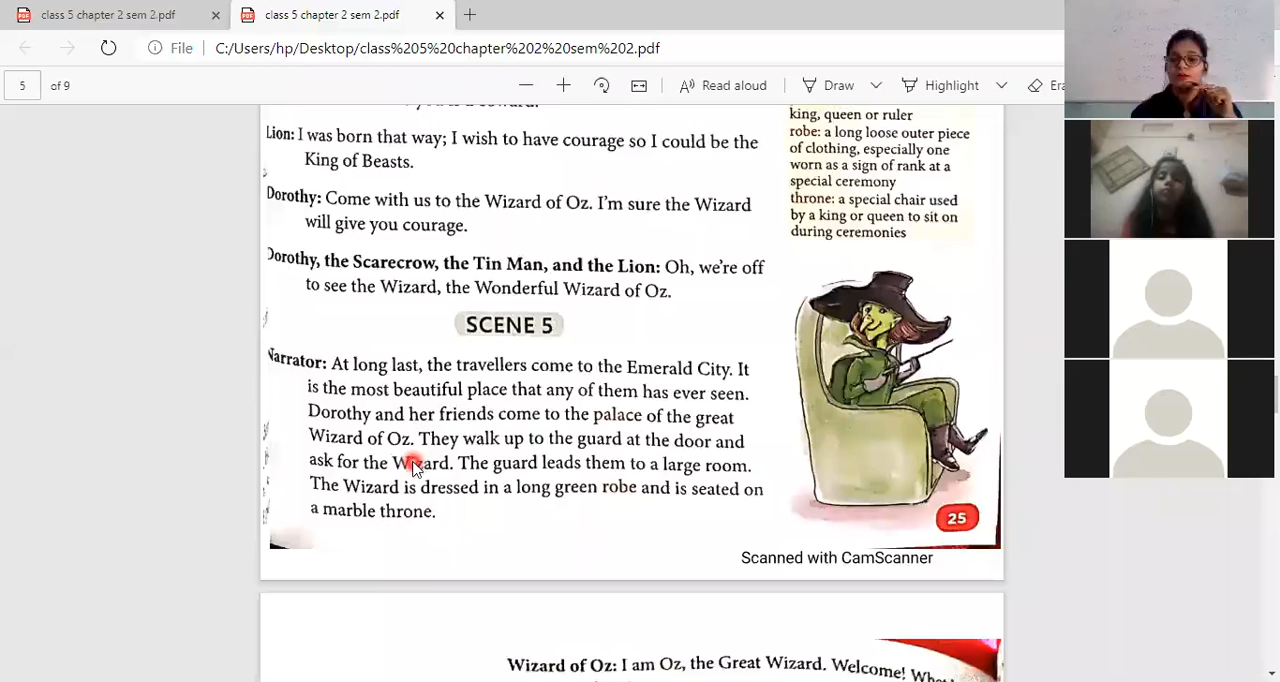 class 5 chapter 2 sem 2.pdf
class 5 chapter 2 sem 2.pdf
File
C:/Users/hp/Desktop/class%205%20chapter%202%20sem%202.pdf
5 of 9
Read aloud
Draw
Highlight
Era
Lion: I was born that way; I wish to have courage so I could be the
King of Beasts.
Dorothy: Come with us to the Wizard of Oz. I'm sure the Wizard
will give you courage.
Dorothy, the Scarecrow, the Tin Man, and the Lion: Oh, we're off
to see the Wizard, the Wonderful Wizard of Oz.
SCENE 5
Narrator: At long last, the travellers come to the Emerald City. It
is the most beautiful place that any of them has ever seen.
Dorothy and her friends come to the palace of the great
Wizard of Oz. They walk up to the guard at the door and
ask for the Wizard. The guard leads them to a large room.
The Wizard is dressed in a long green robe and is seated on
a marble throne.
king, queen or ruler
robe: a long loose outer piece
of clothing, especially one
worn as a sign of rank at a
special ceremony
throne: a special chair used
by a king or queen to sit on
during ceremonies
25
Scanned with CamScanner
Wizard of Oz: I am Oz, the Great Wizard. Welcome!